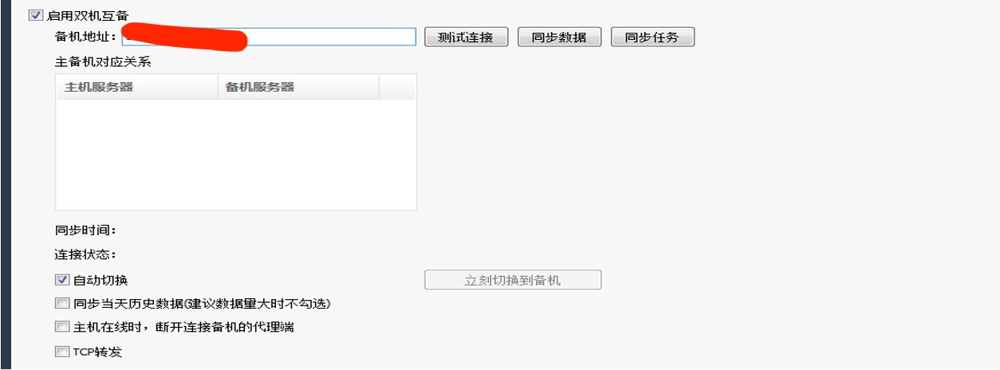 启用双机互备
备机地址： 测试连接 同步数据 同步任务
主备机对应关系
主机服务器 备机服务器
同步时间：
连接状态：
自动切换 立刻切换到备机
同步当天历史数据(建议数据量大时不勾选)
主机在线时，断开连接备机的代理端
TCP转发